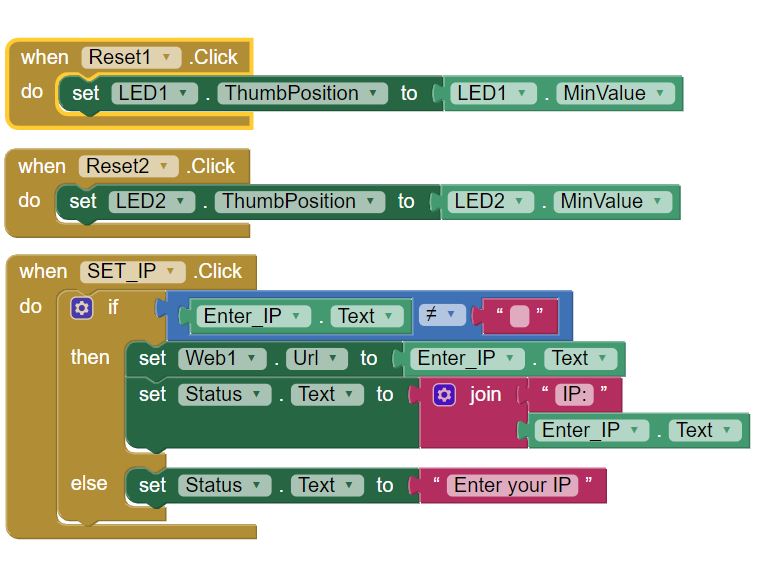 when Reset1 .Click
do set LED1 . ThumbPosition to LED1 . MinValue
when Reset2 .Click
do set LED2 . ThumbPosition to LED2 . MinValue
when SET_IP .Click
do if Enter_IP . Text ≠ “ ”
then set Web1 . Url to Enter_IP . Text
set Status . Text to join “ IP: ”
Enter_IP . Text
else set Status . Text to “ Enter your IP ”